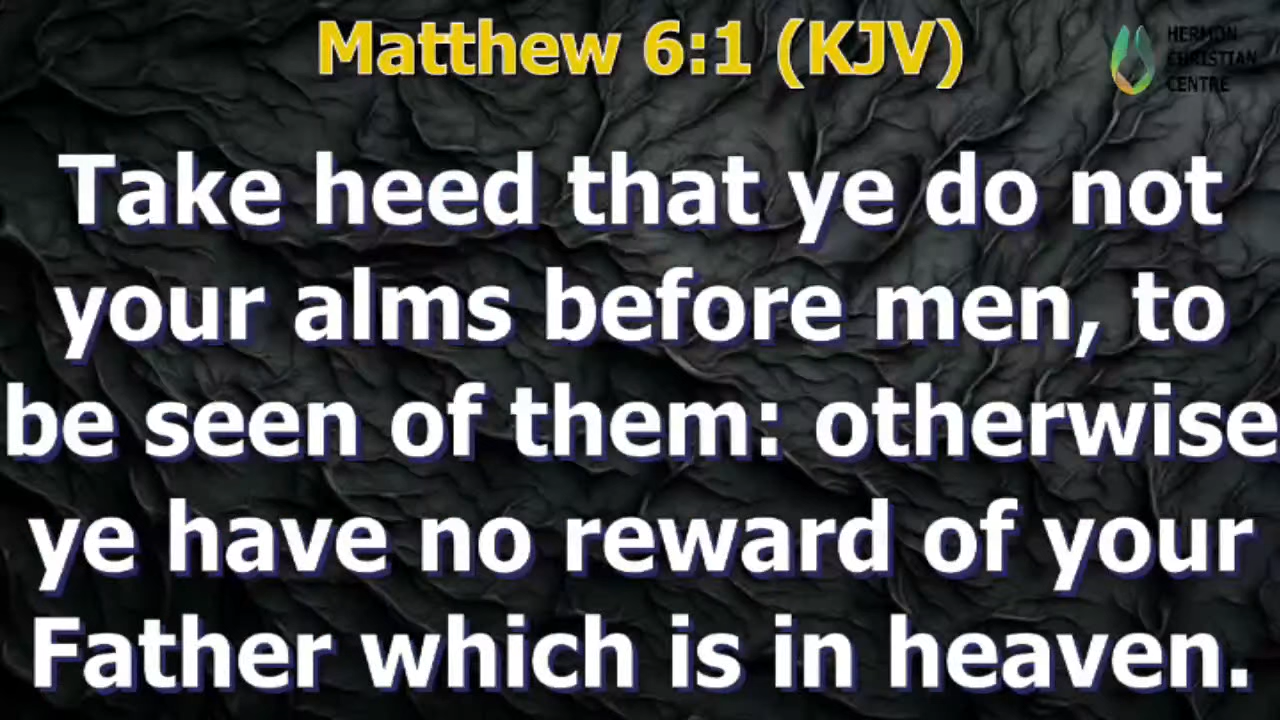 Matthew 6:1 (KJV)
HERMON
CHRISTIAN
CENTRE
Take heed that ye do not
your alms before men, to
be seen of them: otherwise
ye have no reward of your
Father which is in heaven.